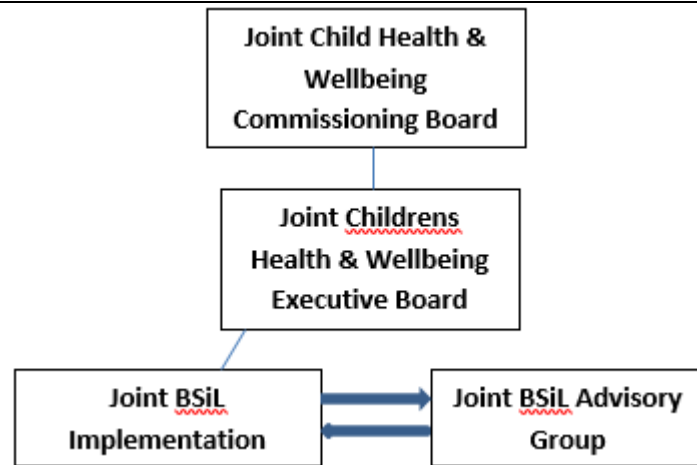 Joint Child Health &
Wellbeing
Commissioning Board
Joint Childrens
Health & Wellbeing
Executive Board
Joint BSiL
Implementation
Joint BSiL Advisory
Group